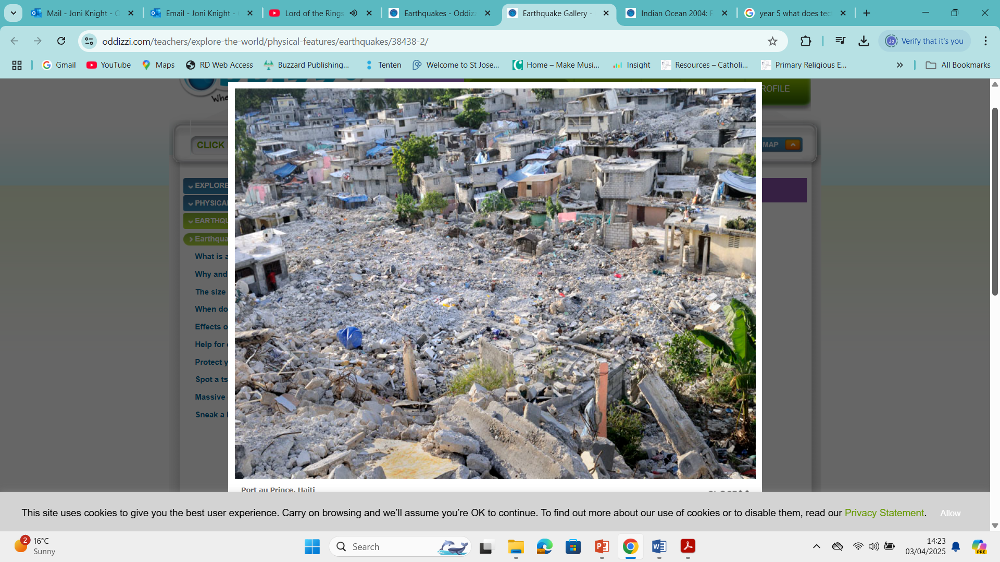 Mail - Joni Knight - O
Email - Joni Knight -
Lord of the Rings
Earthquakes - Oddizz
Earthquake Gallery -
Indian Ocean 2004: F
year 5 what does tec
oddizzi.com/teachers/explore-the-world/physical-features/earthquakes/38438-2/
Jo
Verify that it's you
Gmail
YouTube
Maps
RD Web Access
Buzzard Publishing...
Tenten
Welcome to St Jose...
Home – Make Musi...
Insight
Resources – Catholi...
Primary Religious E...
All Bookmarks
ROFILE
CLICK
MAP
EXPLORE
PHYSICAL
EARTHQU
Earthqua
What is a
Why and
The size
When do
Effects o
Help for
Protect y
Spot a ts
Massive
Sneak a
Port au Prince, Haiti
This site uses cookies to give you the best user experience. Carry on browsing and we'll assume you're OK to continue. To find out more about our use of cookies or to disable them, read our Privacy Statement.
Allow
2
16°C
Sunny
Search
14:23
03/04/2025
PRE